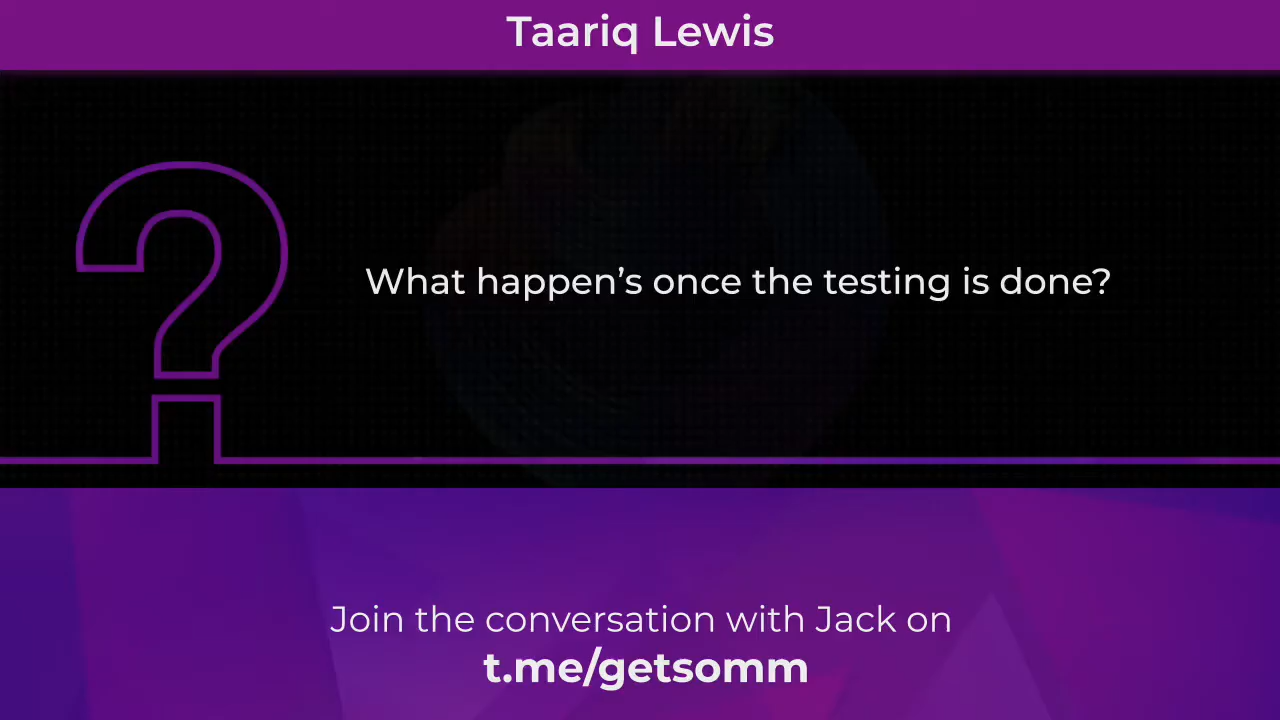 Taariq Lewis
What happen’s once the testing is done?
Join the conversation with Jack on
t.me/getsomm